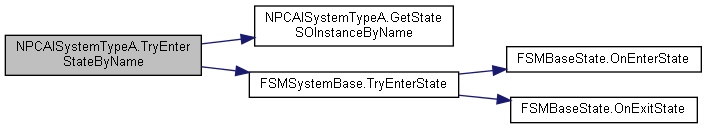 NPCAISystemTypeA.TryEnter
StateByName
NPCAISystemTypeA.GetState
SOInstanceByName
FSMSystemBase.TryEnterState
FSMBaseState.OnEnterState
FSMBaseState.OnExitState